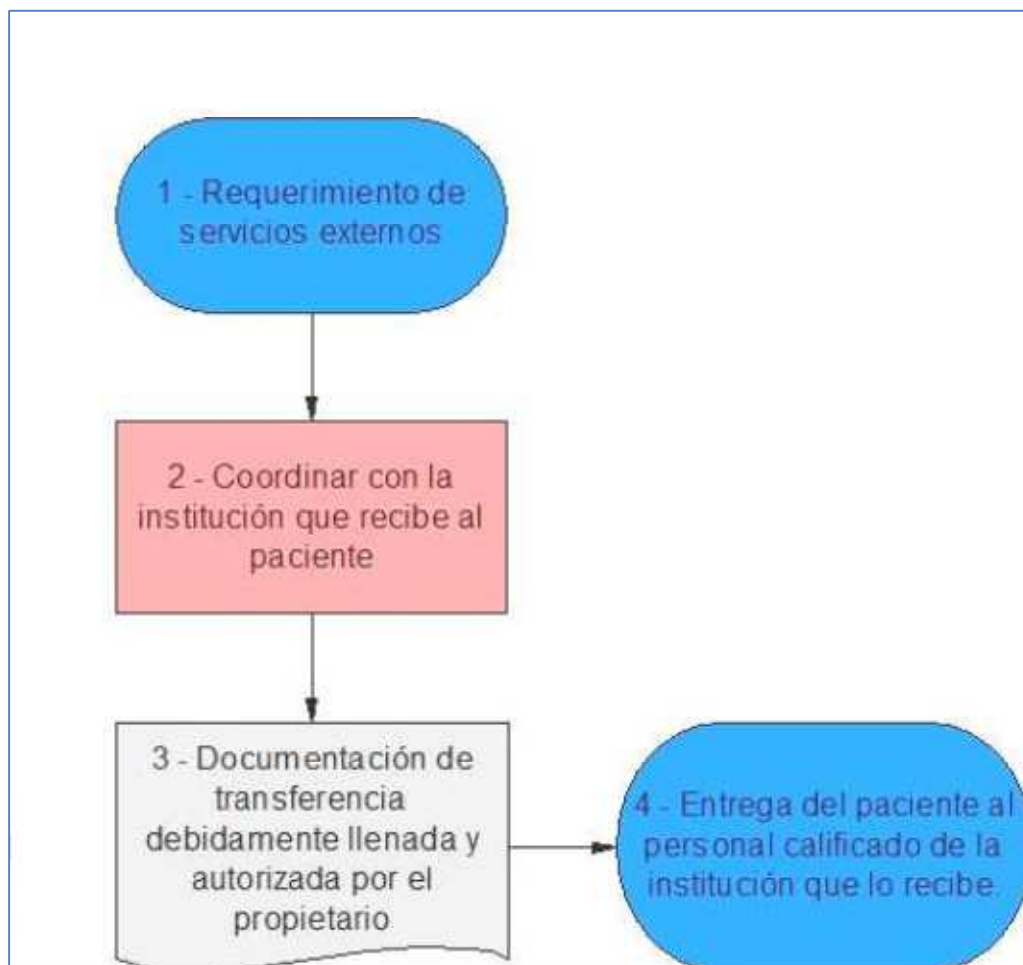 1 - Requerimiento de
servicios externos
2 - Coordinar con la
institución que recibe al
paciente
3 - Documentación de
transferencia
debidamente llenada y
autorizada por el
propietario
4 - Entrega del paciente al
personal calificado de la
institución que lo recibe.